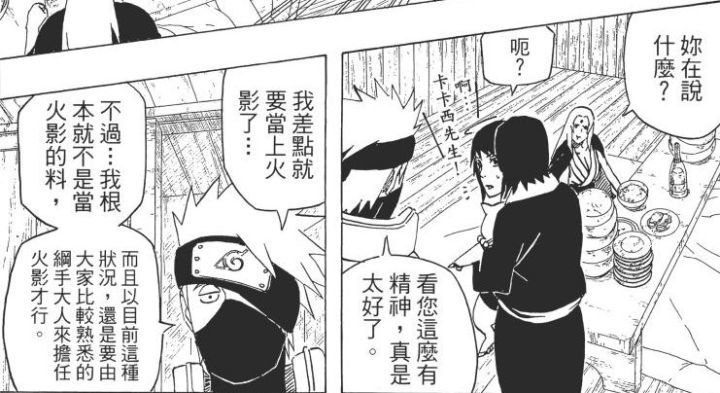 妳在說
什麼？
呃？
啊…
卡卡西先生！
看您這麼有
精神，真是
太好了。
我差點就
要當上火
影了…
不過…我根
本就不是當
火影的料，
而且以目前這種
狀況，還是要由
大家比較熟悉的
綱手大人來擔任
火影才行。